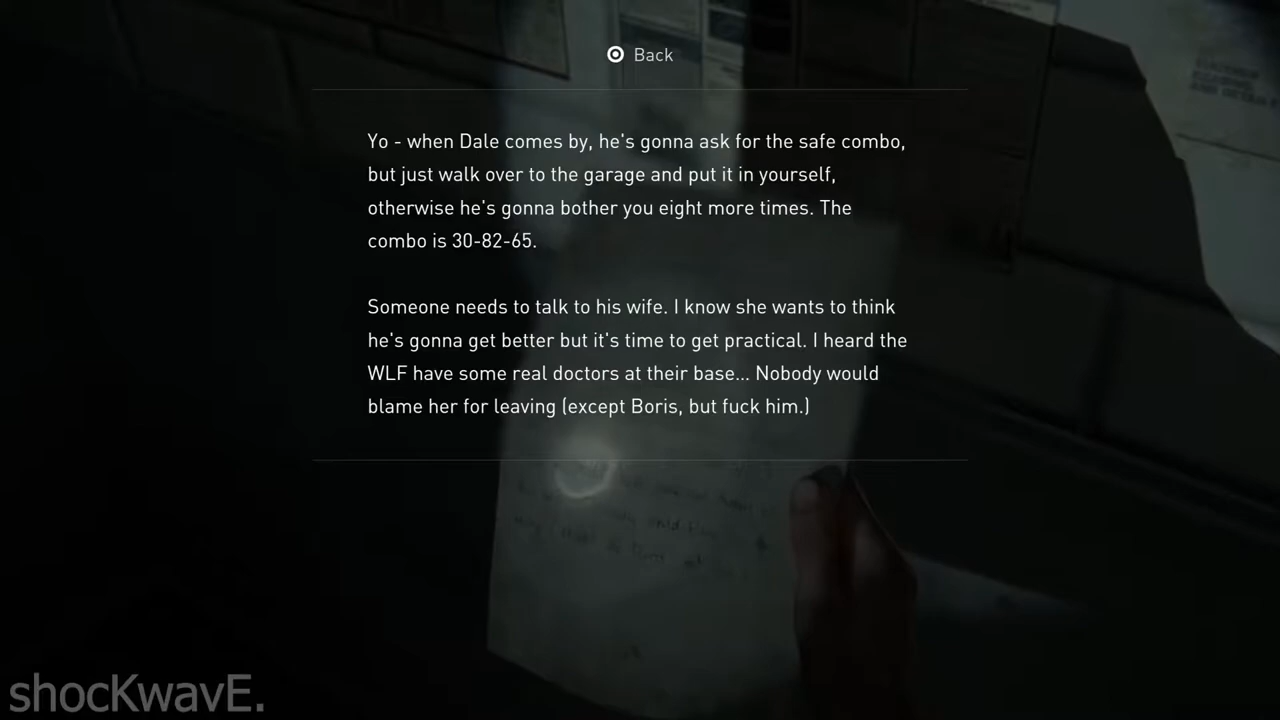 Back
Yo - when Dale comes by, he's gonna ask for the safe combo,
but just walk over to the garage and put it in yourself,
otherwise he's gonna bother you eight more times. The
combo is 30-82-65.
Someone needs to talk to his wife. I know she wants to think
he's gonna get better but it's time to get practical. I heard the
WLF have some real doctors at their base... Nobody would
blame her for leaving (except Boris, but fuck him.)
shocKwavE.